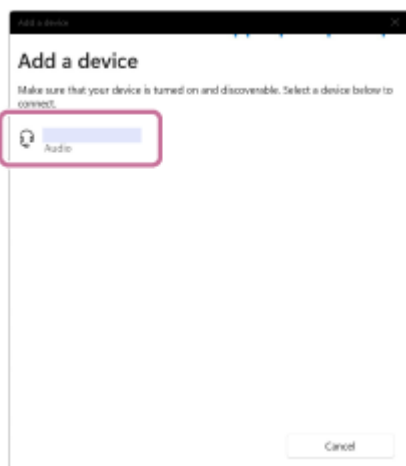 Add a device
Add a device
Make sure that your device is turned on and discoverable. Select a device below to
connect.
Audio
Cancel